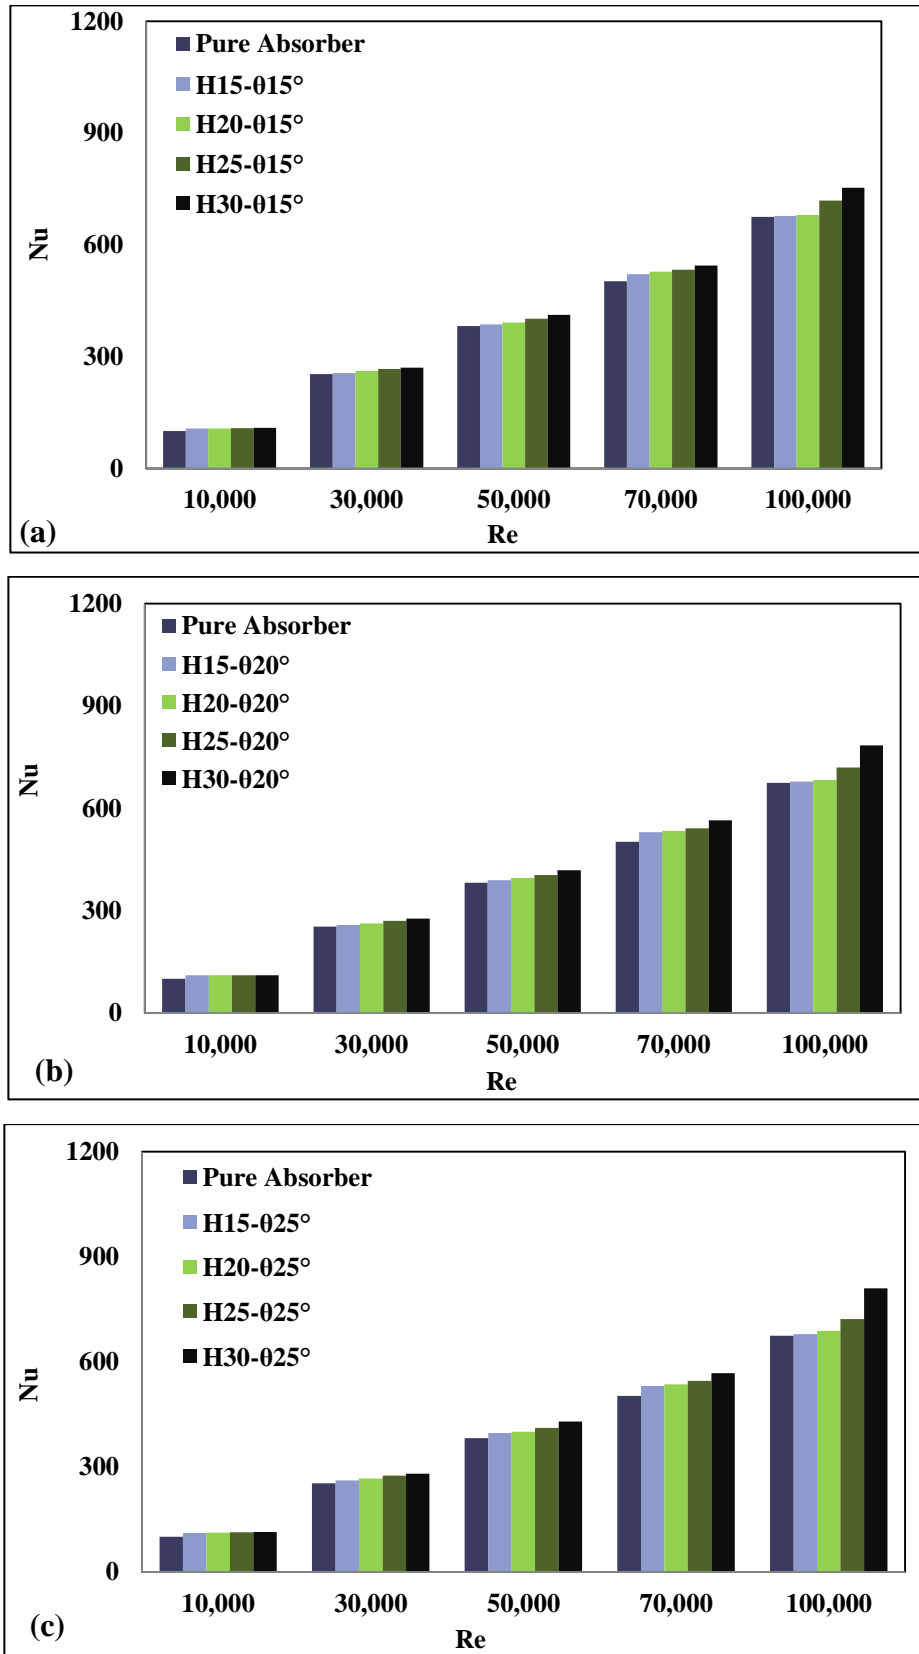 1200
900
600
300
0
Nu
Pure Absorber
H15-θ15°
H20-θ15°
H25-θ15°
H30-θ15°
10,000 30,000 50,000 70,000 100,000
Re
(a)
1200
900
600
300
0
Nu
Pure Absorber
H15-θ20°
H20-θ20°
H25-θ20°
H30-θ20°
10,000 30,000 50,000 70,000 100,000
Re
(b)
1200
900
600
300
0
Nu
Pure Absorber
H15-θ25°
H20-θ25°
H25-θ25°
H30-θ25°
10,000 30,000 50,000 70,000 100,000
Re
(c)